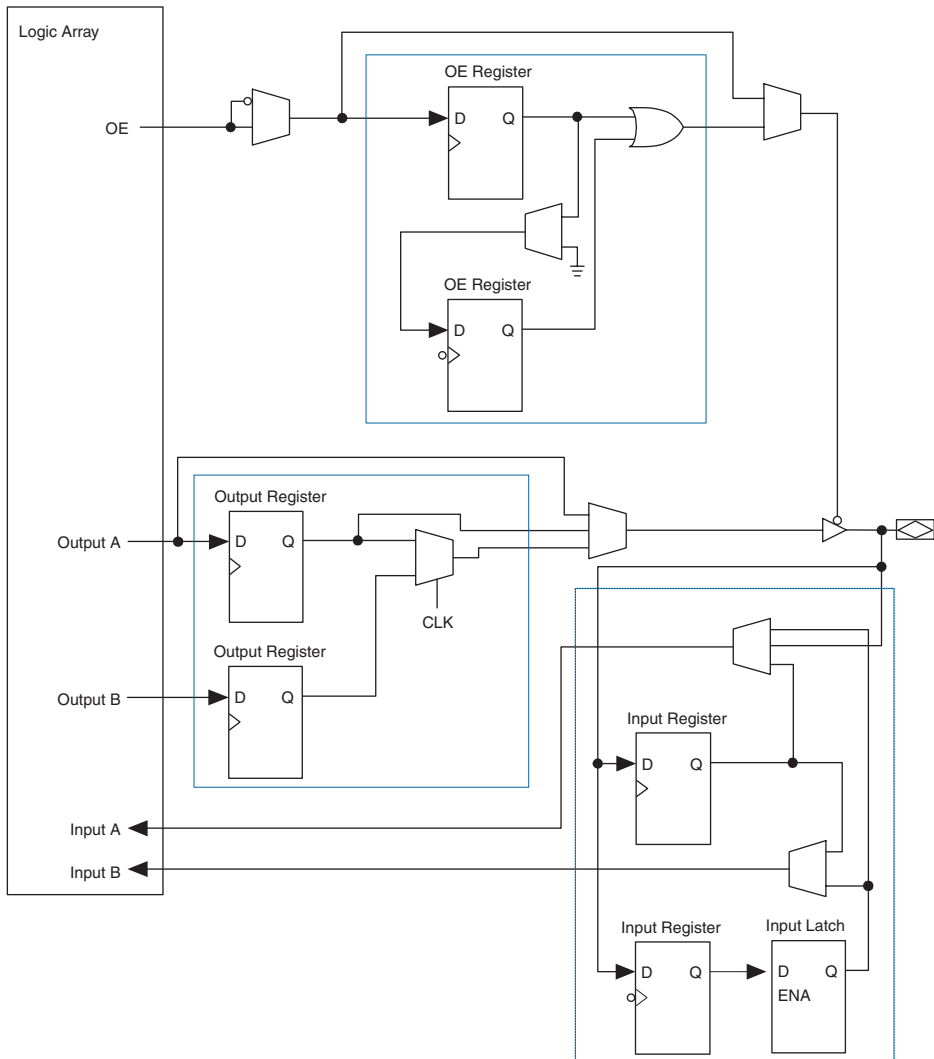 Logic Array
OE Register
OE
D Q
OE Register
D Q
Output Register
Output A
D Q
CLK
Output Register
Output B
D Q
Input Register
D Q
Input A
Input B
Input Register
Input Latch
D Q
D Q
ENA